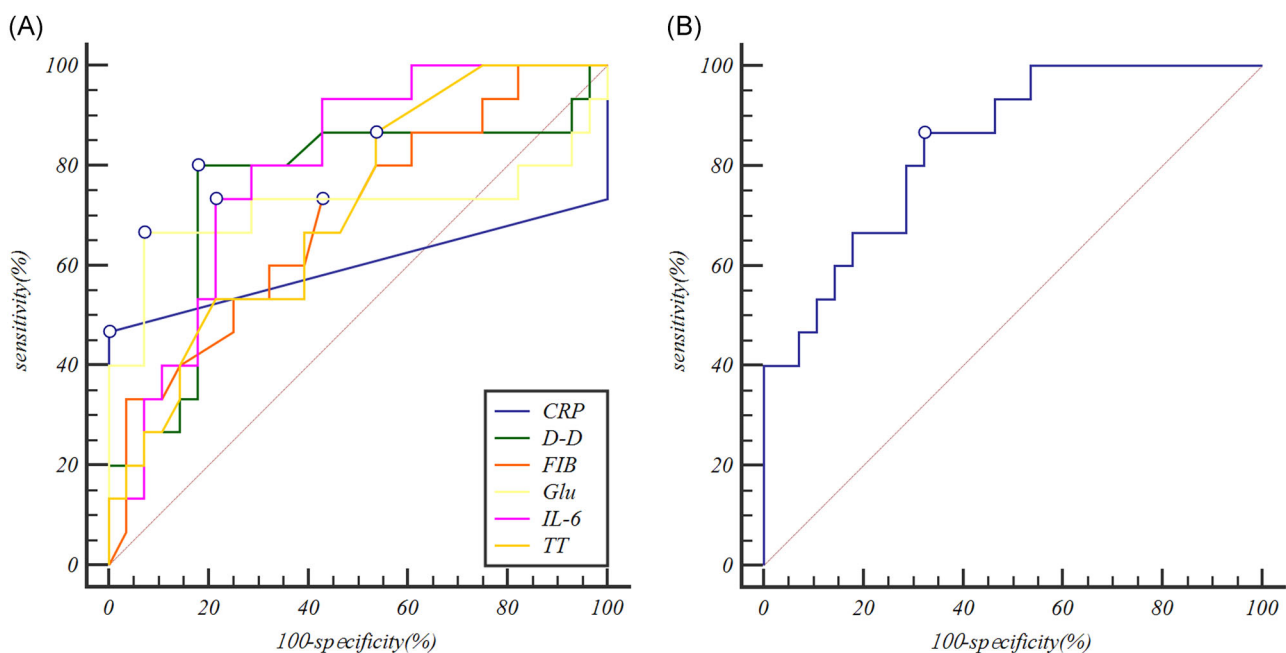 (A)
100
80
60
40
20
0
sensitivity(%)
0 20 40 60 80 100
100-specificity(%)
CRP
D-D
FIB
Glu
IL-6
TT
(B)
100
80
60
40
20
0
sensitivity(%)
0 20 40 60 80 100
100-specificity(%)